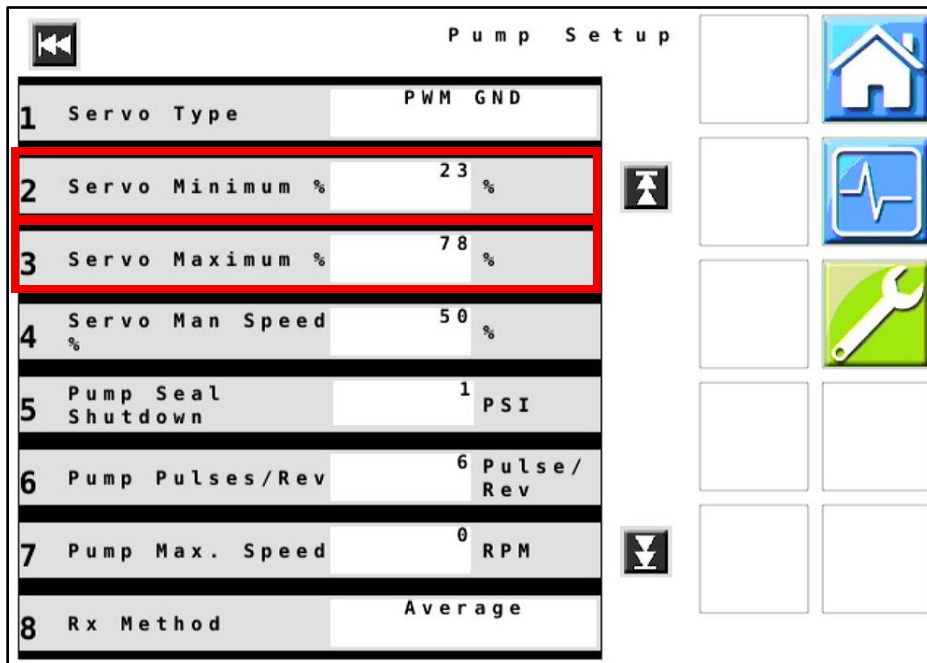 Pump Setup
1 Servo Type PWM GND
2 Servo Minimum % 23 %
3 Servo Maximum % 78 %
4 Servo Man Speed % 50 %
5 Pump Seal Shutdown 1 PSI
6 Pump Pulses/Rev 6 Pulse/Rev
7 Pump Max. Speed 0 RPM
8 Rx Method Average